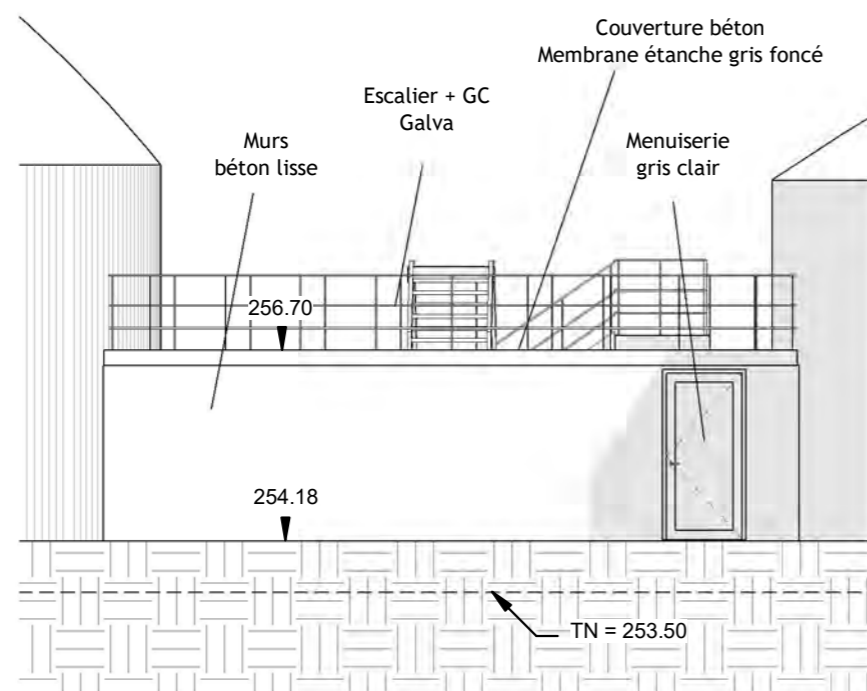 Couverture béton
Membrane étanche gris foncé
Escalier + GC
Galva
Murs
béton lisse
Menuiserie
gris clair
256.70
254.18
TN = 253.50